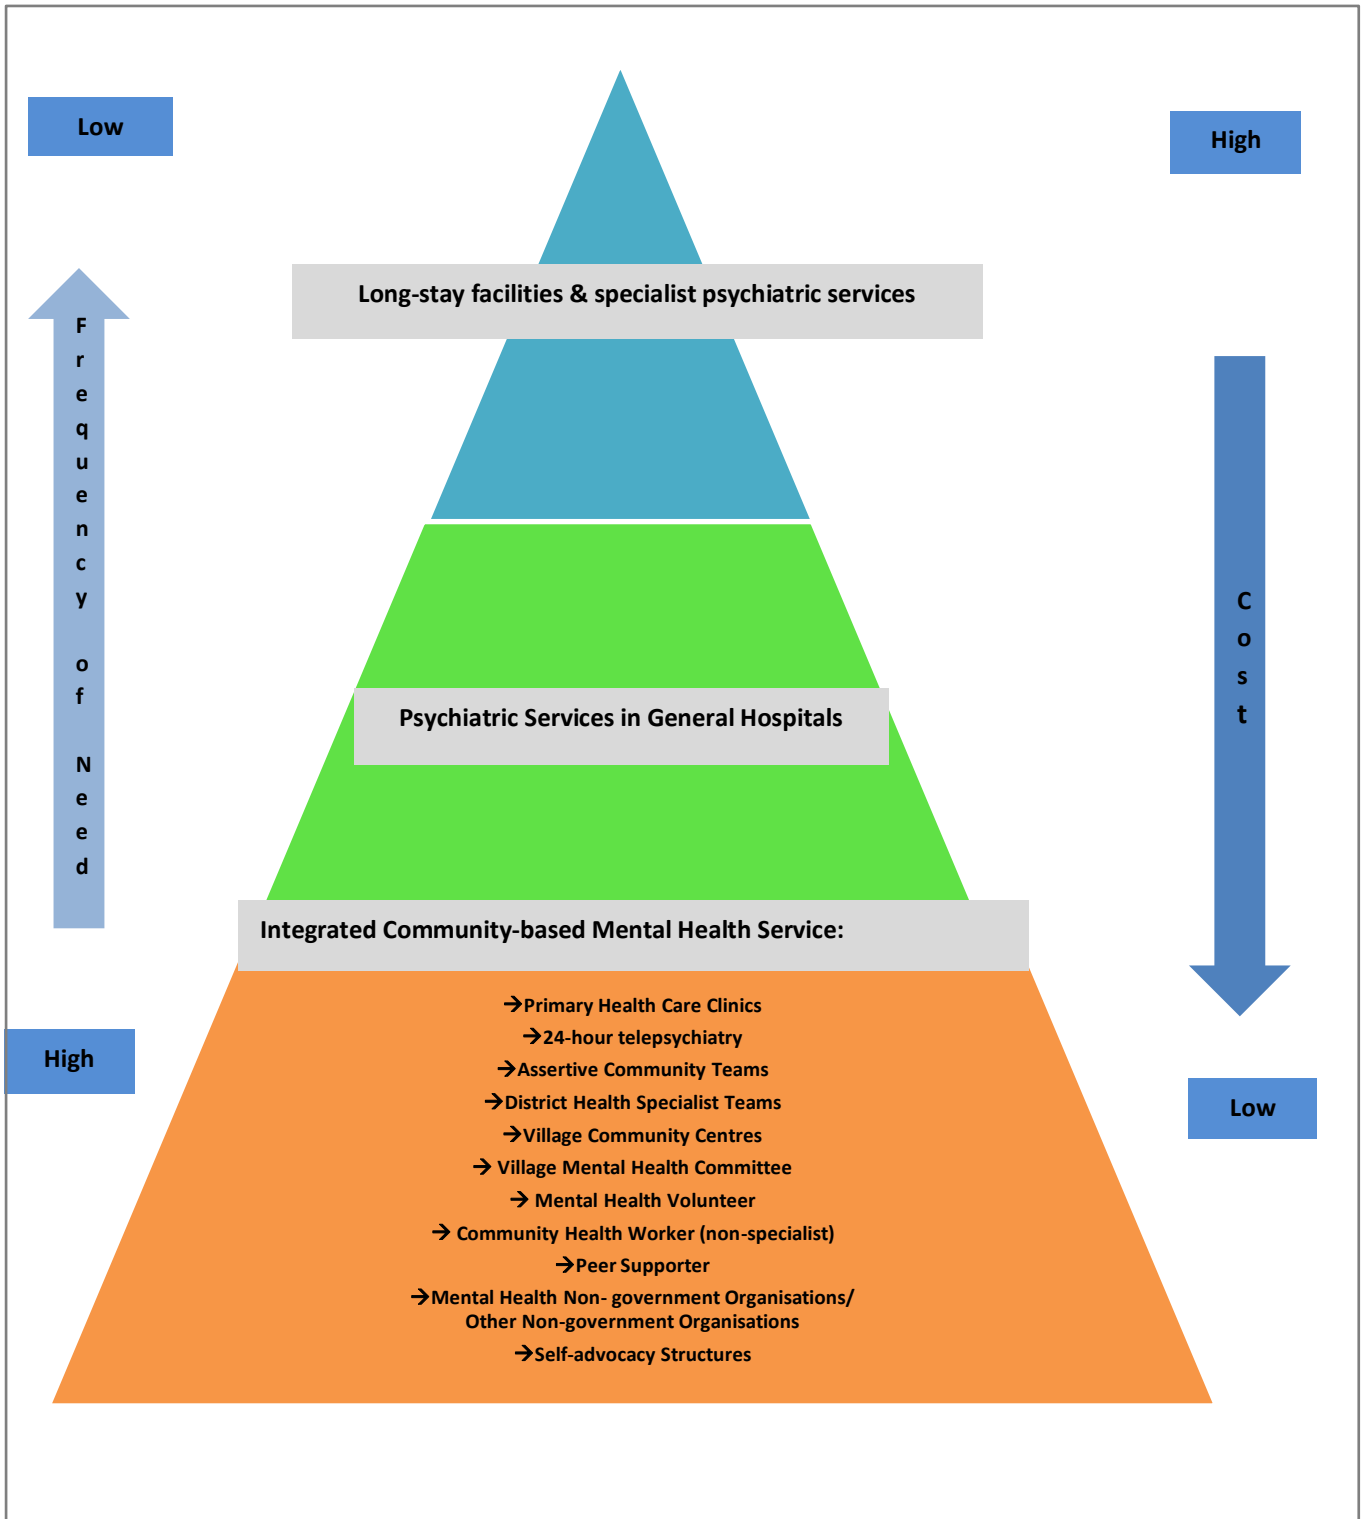 Low
High
Long-stay facilities & specialist psychiatric services
Frequency of Need
Cost
Psychiatric Services in General Hospitals
Integrated Community-based Mental Health Service:
→Primary Health Care Clinics
→24-hour telepsychiatry
→Assertive Community Teams
→District Health Specialist Teams
→Village Community Centres
→ Village Mental Health Committee
→ Mental Health Volunteer
→ Community Health Worker (non-specialist)
→Peer Supporter
→Mental Health Non- government Organisations/
Other Non-government Organisations
→Self-advocacy Structures
High
Low